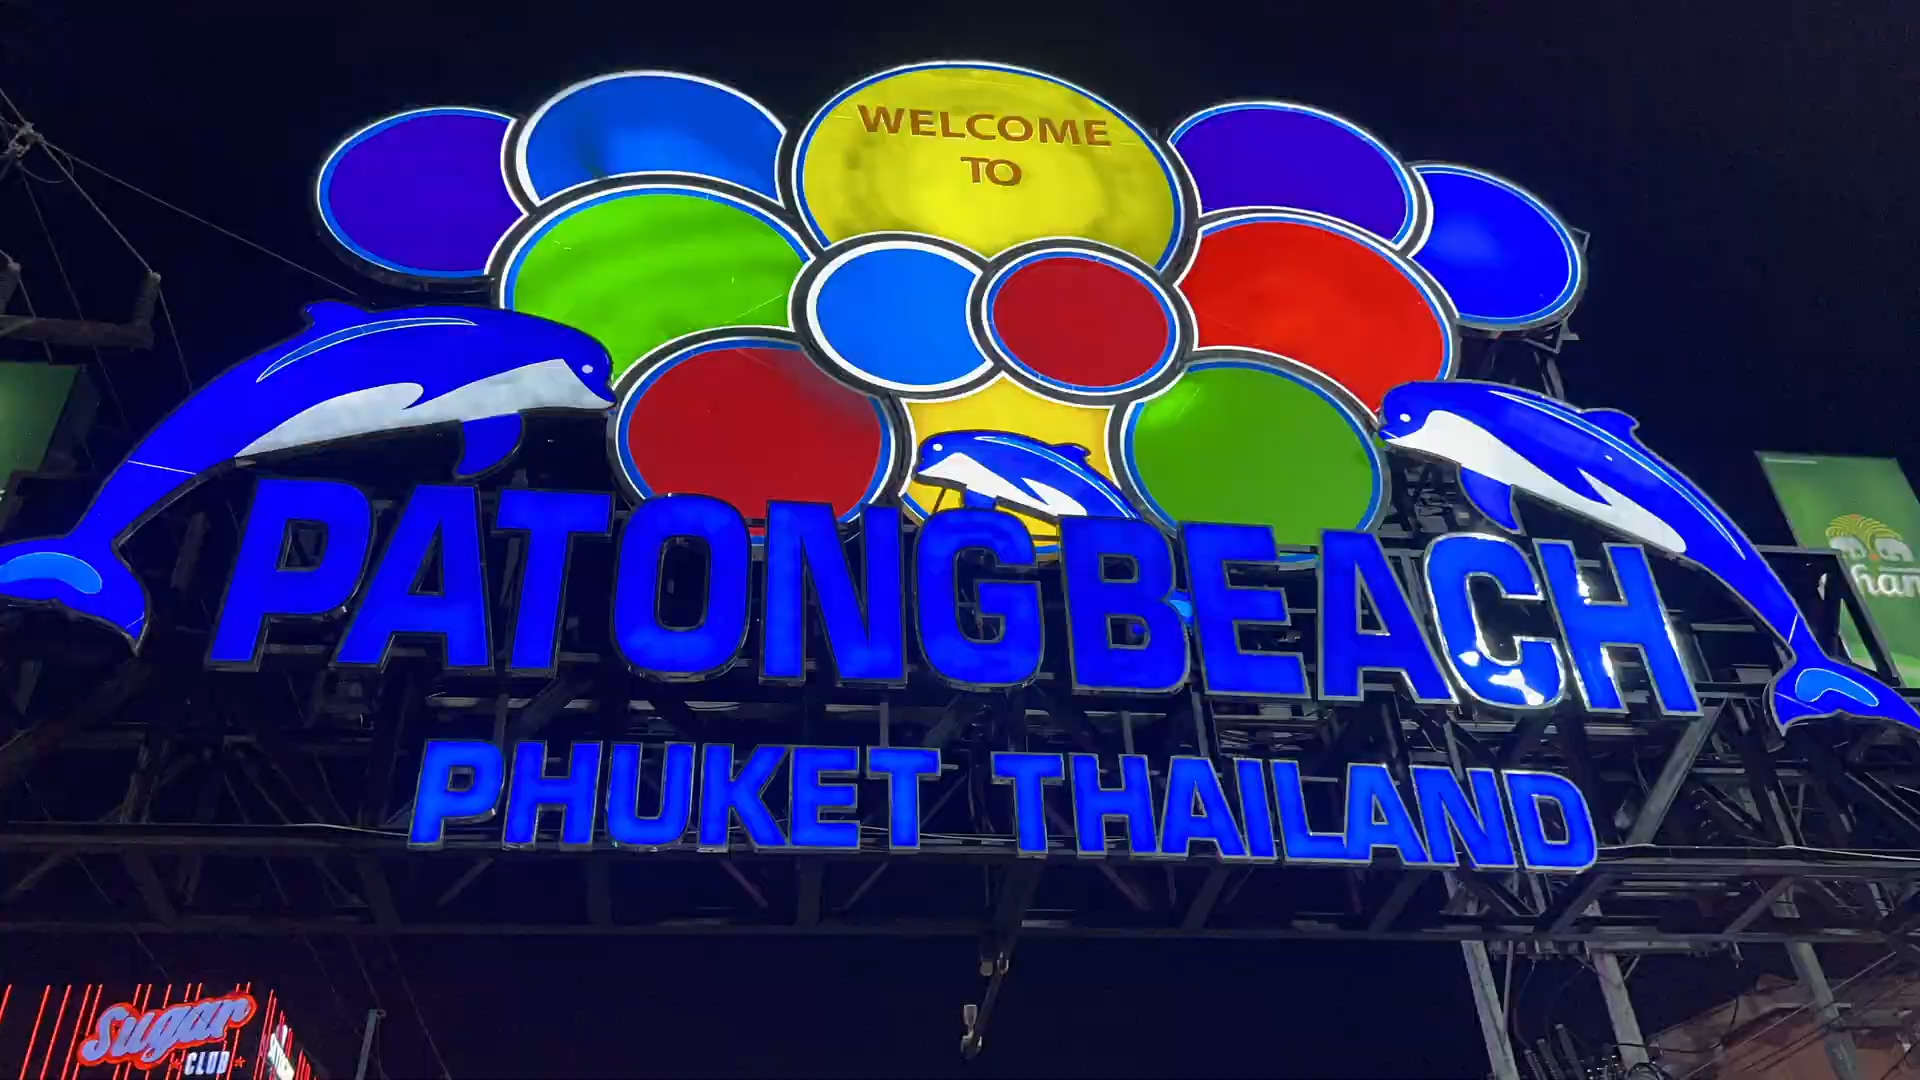 WELCOME
TO
PATONGBEACH
PHUKET THAILAND
Sugar
CLUB